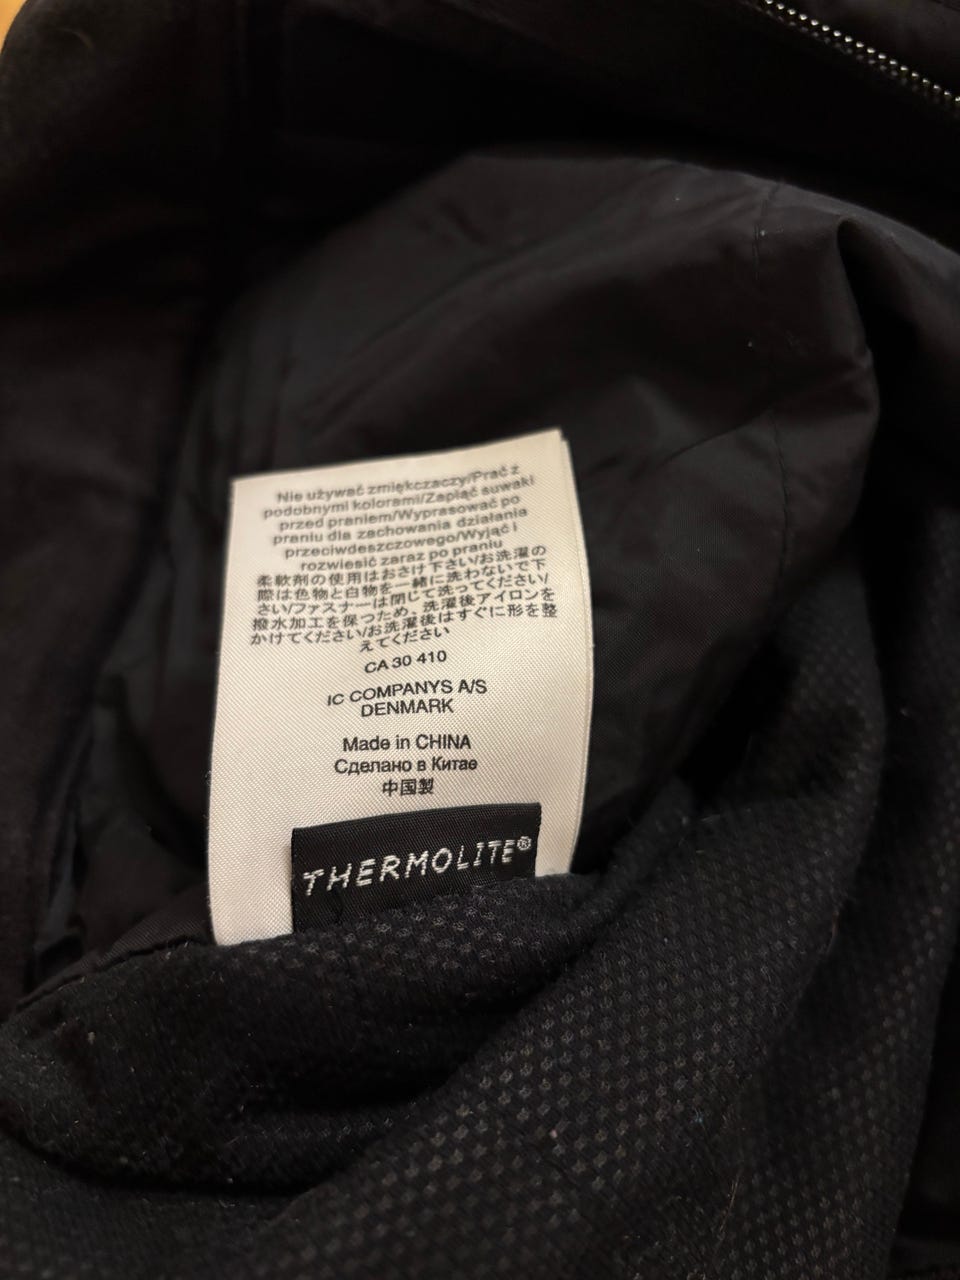 Nie używać zmiękczaczy/Prać z
podobnymi kolorami/Zapląć suwaki
przed praniem/Wyprasować po
praniu dla zachowania działania
przeciwdeszczowego/Wyjąć i
rozwiesić zaraz po praniu
柔軟剤の使用はおさけ下さい/お洗濯の
際は色物と白物を一緒に洗わないで下
さい/ファスナーは閉じて洗ってください/
撥水加工を保つため、洗濯後アイロンを
かけてください/お洗濯後はすぐに形を整
えてください
CA 30 410
IC COMPANYS A/S
DENMARK
Made in CHINA
Сделано в Китае
中国製
THERMOLITE®